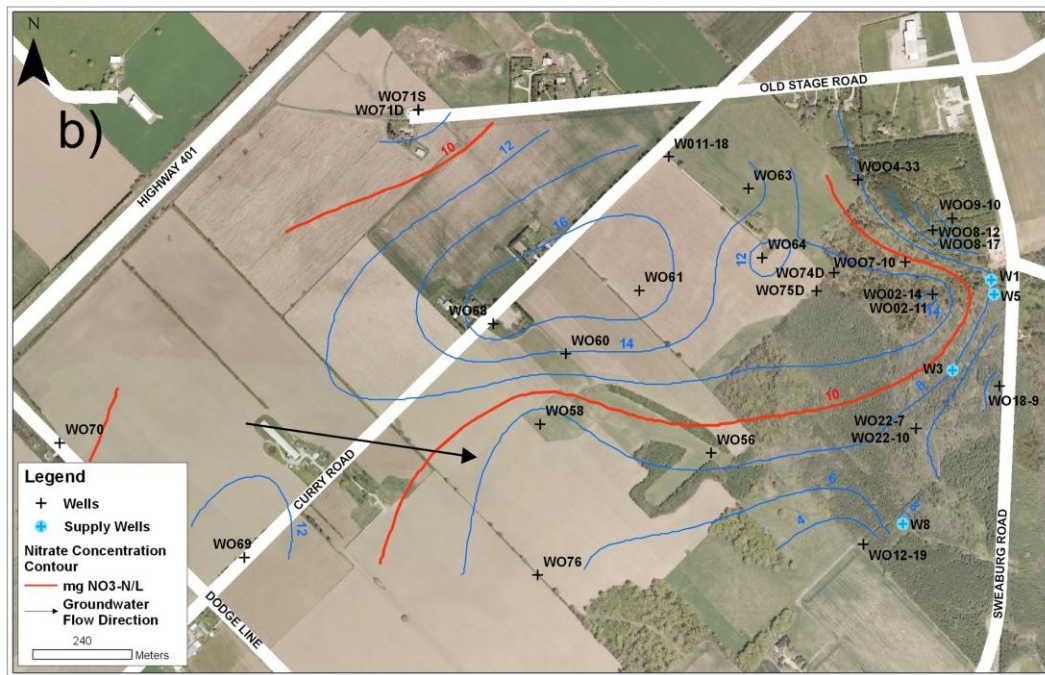 N
b)
HIGHWAY 401
OLD STAGE ROAD
WO71S
WO71D
10
12
16
W011-18
WO63
WOO4-33
WOO9-10
WOO8-12
WOO8-17
WO64
12
WOO7-10
WO74D
WO75D
WO61
W1
W5
WO02-14
WO02-11
14
WO68
WO60
14
W3
8
WO18-9
10
WO58
WO22-7
WO22-10
WO56
WO70
CURRY ROAD
6
4
8
W8
WO12-19
12
WO69
WO76
DODGE LINE
SWEABURG ROAD
Legend
Wells
Supply Wells
Nitrate Concentration
Contour
mg NO3-N/L
Groundwater
Flow Direction
240
Meters